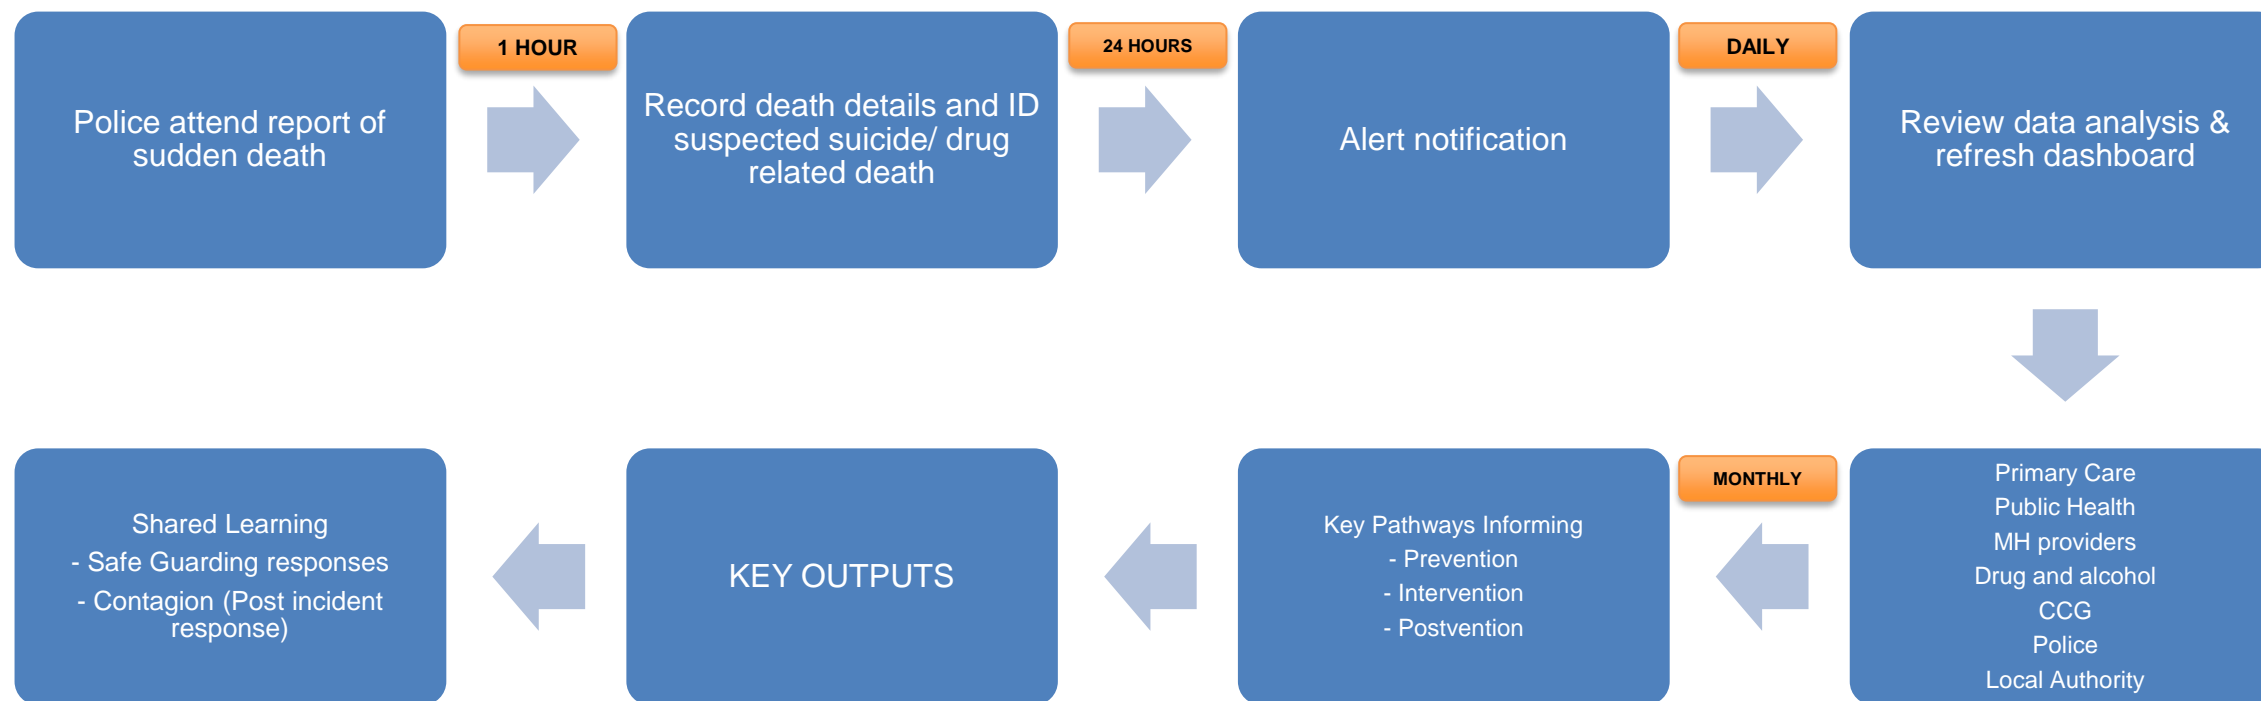 Police attend report of
sudden death
1 HOUR
Record death details and ID
suspected suicide/ drug
related death
24 HOURS
Alert notification
DAILY
Review data analysis &
refresh dashboard
Primary Care
Public Health
MH providers
Drug and alcohol
CCG
Police
Local Authority
MONTHLY
Key Pathways Informing
- Prevention
- Intervention
- Postvention
KEY OUTPUTS
Shared Learning
- Safe Guarding responses
- Contagion (Post incident
response)